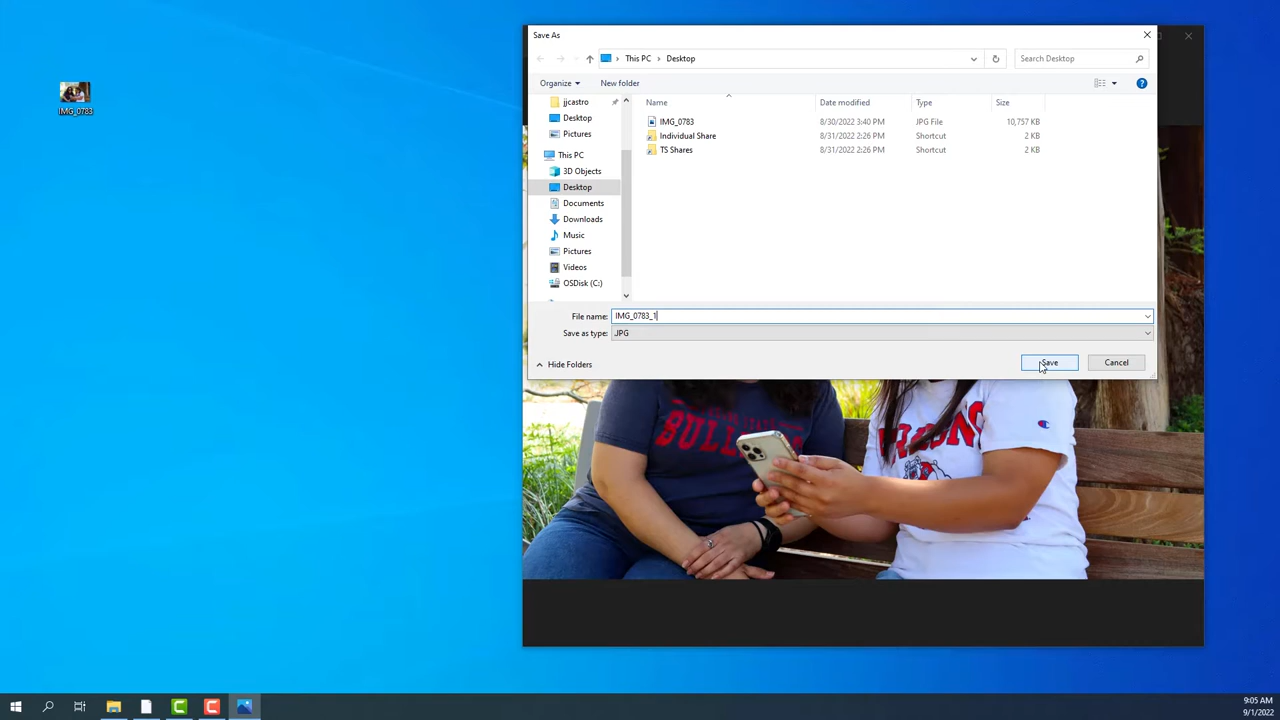 IMG_0783
Save As
This PC > Desktop
Search Desktop
Organize
New folder
jjcastro
Desktop
Pictures
This PC
3D Objects
Desktop
Documents
Downloads
Music
Pictures
Videos
OSDisk (C:)
Name Date modified Type Size
IMG_0783 8/30/2022 3:40 PM JPG File 10,757 KB
Individual Share 8/31/2022 2:26 PM Shortcut 2 KB
TS Shares 8/31/2022 2:26 PM Shortcut 2 KB
File name: IMG_0783_1
Save as type: .JPG
Hide Folders
Save
Cancel
9:05 AM
9/1/2022